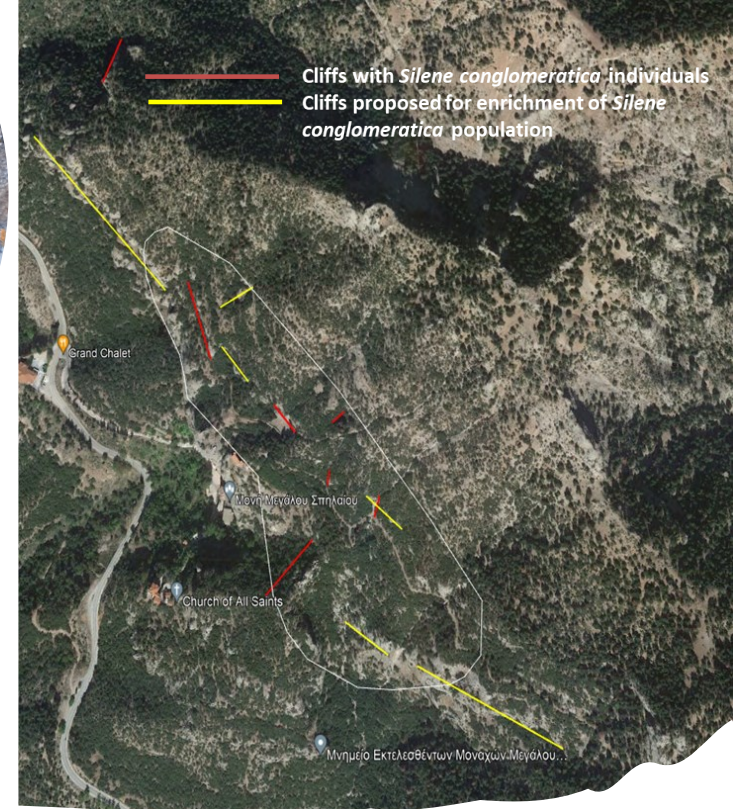 Cliffs with Silene conglomeratica individuals
Cliffs proposed for enrichment of Silene
conglomeratica population
Grand Chalet
Μονή Μεγάλου Σπηλαίου
Church of All Saints
Μνημείο Εκτελεσθέντων Μοναχών Μεγάλου...